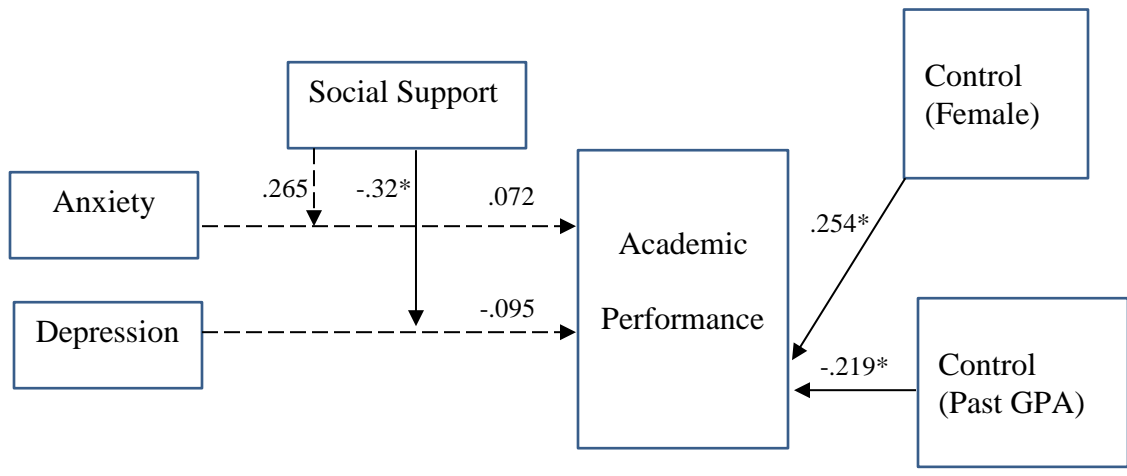 Social Support
Control
(Female)
.265
-.32*
.072
Anxiety
.254*
Academic
Performance
-.095
Depression
-.219*
Control
(Past GPA)